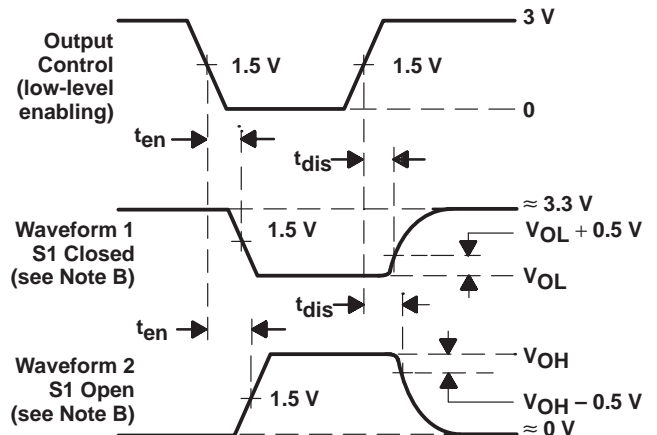 3 V
Output
Control
(low-level
enabling)
1.5 V
1.5 V
0
ten
tdis
≈ 3.3 V
Waveform 1
S1 Closed
(see Note B)
1.5 V
VOL + 0.5 V
VOL
ten
tdis
Waveform 2
S1 Open
(see Note B)
1.5 V
VOH
VOH – 0.5 V
≈ 0 V